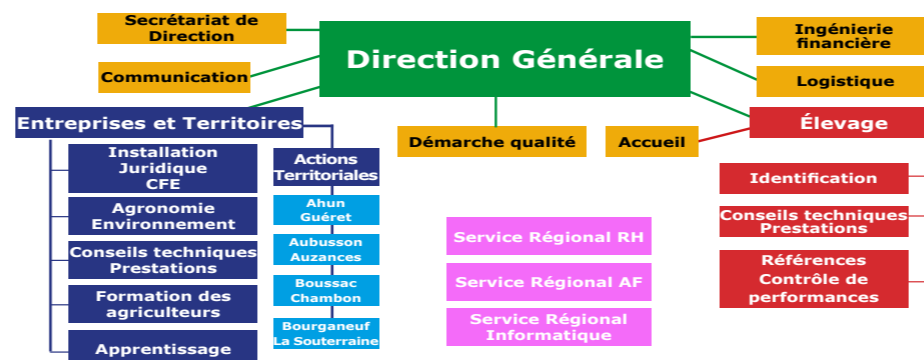 Secrétariat de
Direction
Communication
Direction Générale
Ingénierie
financière
Logistique
Entreprises et Territoires
Démarche qualité
Accueil
Élevage
Installation
Juridique
CFE
Agronomie
Environnement
Conseils techniques
Prestations
Formation des
agriculteurs
Apprentissage
Actions
Territoriales
Ahun
Guéret
Aubusson
Auzances
Boussac
Chambon
Bourganeuf
La Souterraine
Service Régional RH
Service Régional AF
Service Régional
Informatique
Identification
Conseils techniques
Prestations
Références
Contrôle de
performances